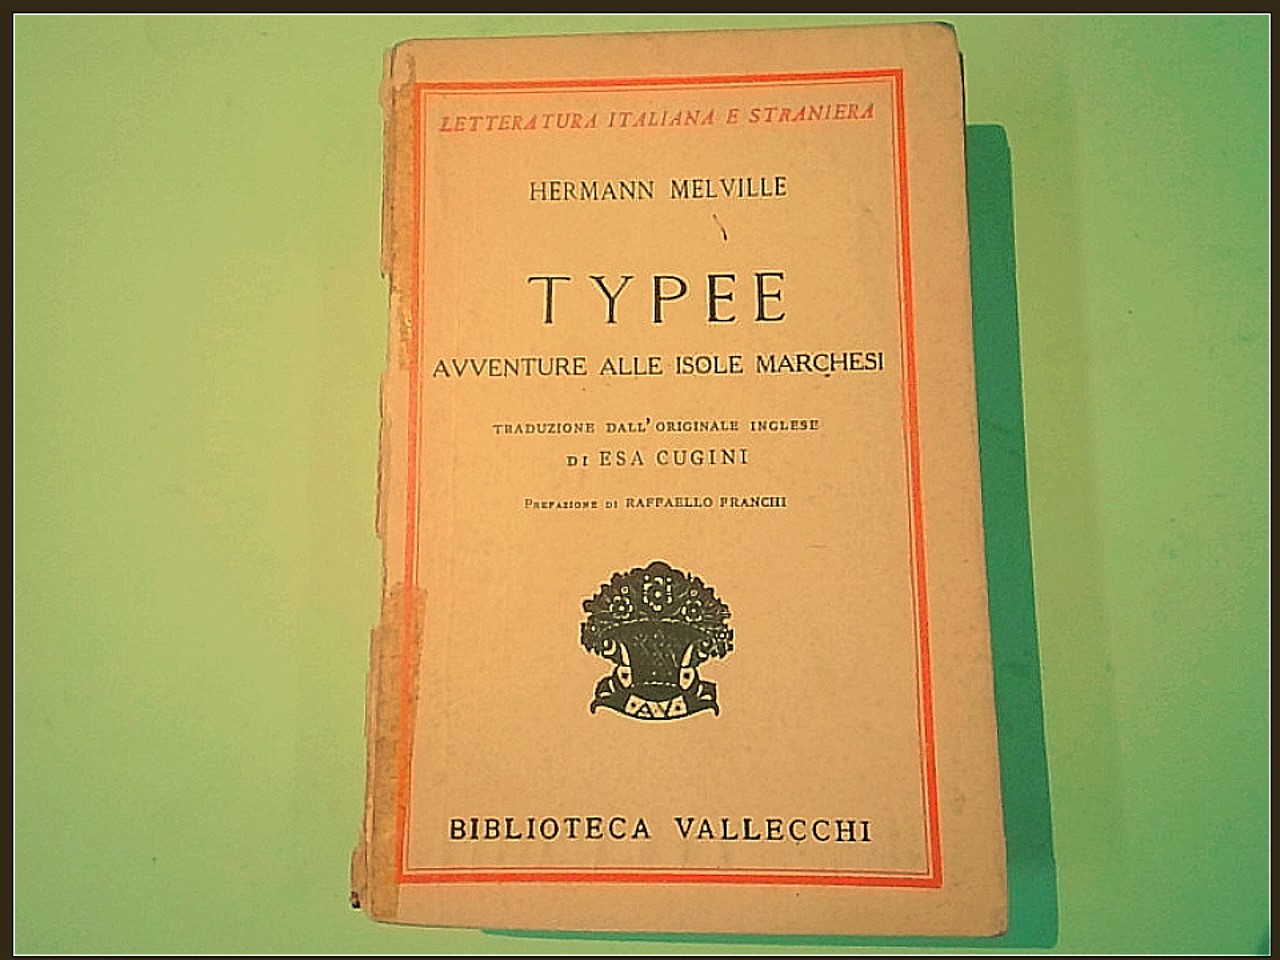 LETTERATURA ITALIANA E STRANIERA
HERMANN MELVILLE
TYPEE
AVVENTURE ALLE ISOLE MARCHESI
TRADUZIONE DALL'ORIGINALE INGLESE
DI ESA CUGINI
PREFAZIONE DI RAFFAELLO FRANCHI
BIBLIOTECA VALLECCHI